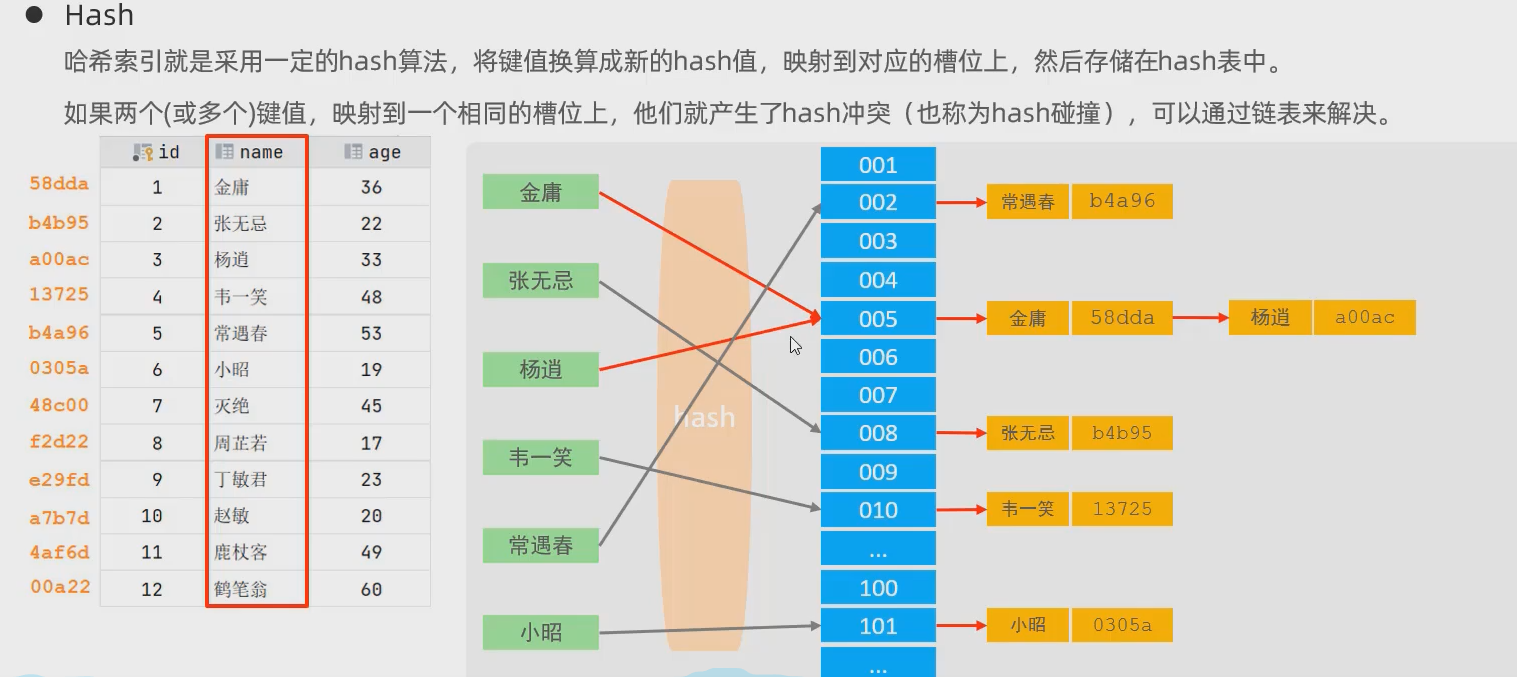 ● Hash
哈希索引就是采用一定的hash算法，将键值换算成新的hash值，映射到对应的槽位上，然后存储在hash表中。
如果两个(或多个)键值，映射到一个相同的槽位上，他们就产生了hash冲突（也称为hash碰撞），可以通过链表来解决。
id name age
58dda 1 金庸 36
b4b95 2 张无忌 22
a00ac 3 杨逍 33
13725 4 韦一笑 48
b4a96 5 常遇春 53
0305a 6 小昭 19
48c00 7 灭绝 45
f2d22 8 周芷若 17
e29fd 9 丁敏君 23
a7b7d 10 赵敏 20
4af6d 11 鹿杖客 49
00a22 12 鹤笔翁 60
金庸
张无忌
杨逍
韦一笑
常遇春
小昭
hash
001
002 常遇春 b4a96
003
004
005 金庸 58dda 杨逍 a00ac
006
007
008 张无忌 b4b95
009
010 韦一笑 13725
...
100
101 小昭 0305a
...